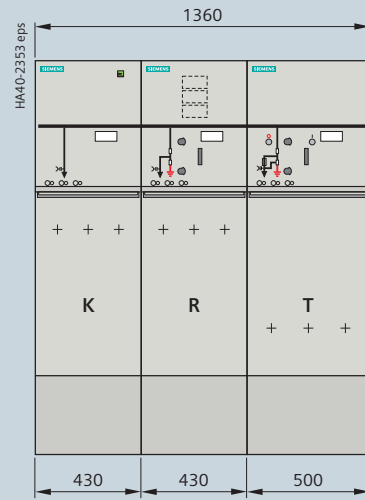 1360
HA40-2353 eps
SIEMENS SIEMENS SIEMENS
K R T
430 430 500